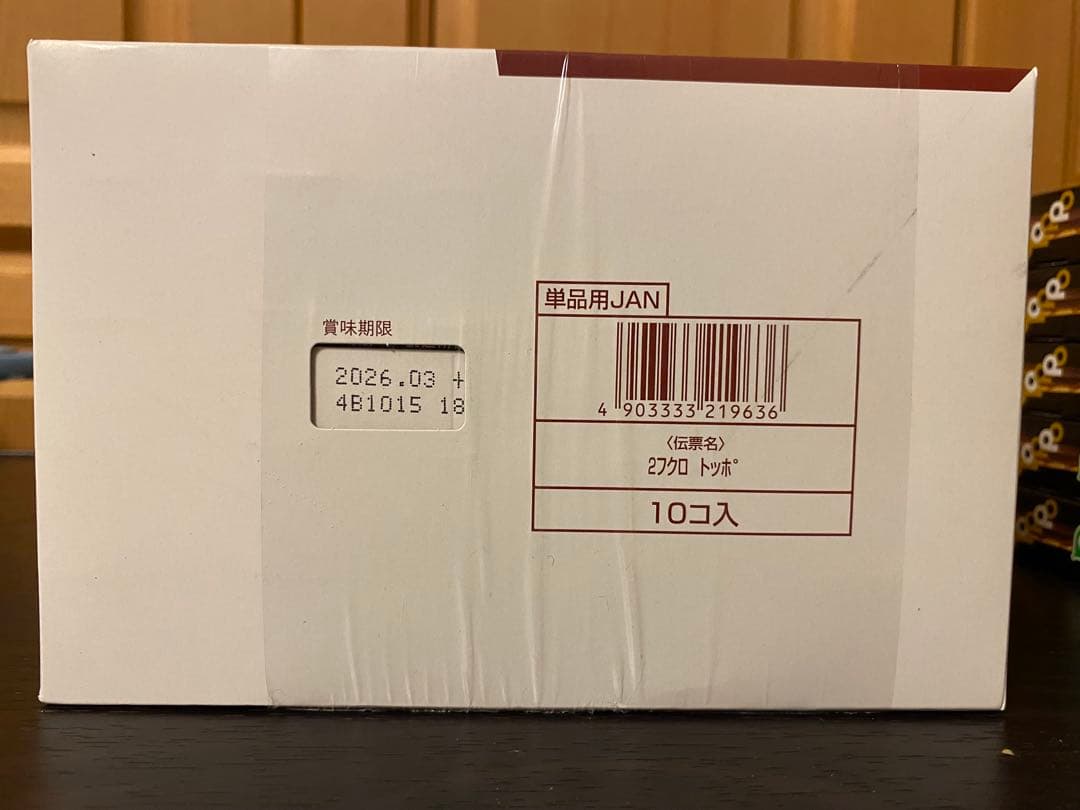 賞味期限
2026.03 +
4B1015 18
単品用JAN
4 903333 219636
〈伝票名〉
2フクロ トッポ
10コ入